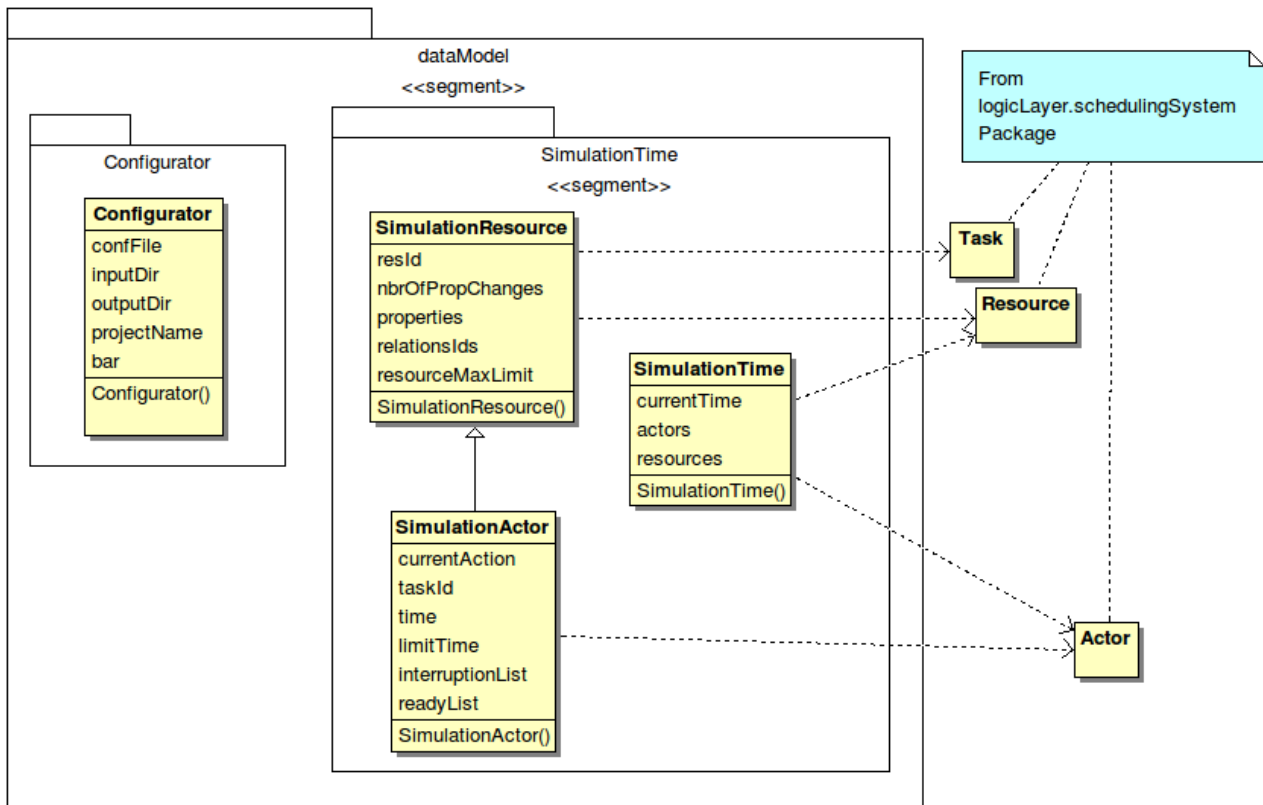 dataModel
<<segment>>
From
logicLayer.schedulingSystem
Package
Configurator
SimulationTime
<<segment>>
Configurator
confFile
inputDir
outputDir
projectName
bar
Configurator()
SimulationResource
resId
nbrOfPropChanges
properties
relationsIds
resourceMaxLimit
SimulationResource()
Task
Resource
SimulationTime
currentTime
actors
resources
SimulationTime()
SimulationActor
currentAction
taskId
time
limitTime
interruptionList
readyList
SimulationActor()
Actor